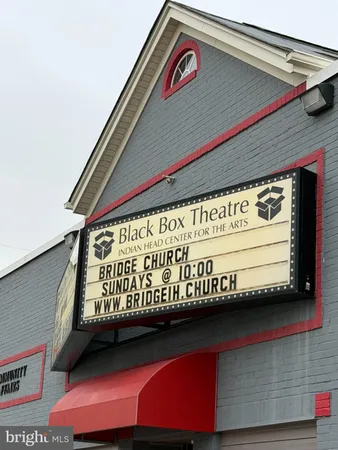 Black Box Theatre
INDIAN HEAD CENTER FOR THE ARTS
BRIDGE CHURCH
SUNDAYS @ 10:00
WWW.BRIDGEIH.CHURCH
bright MLS